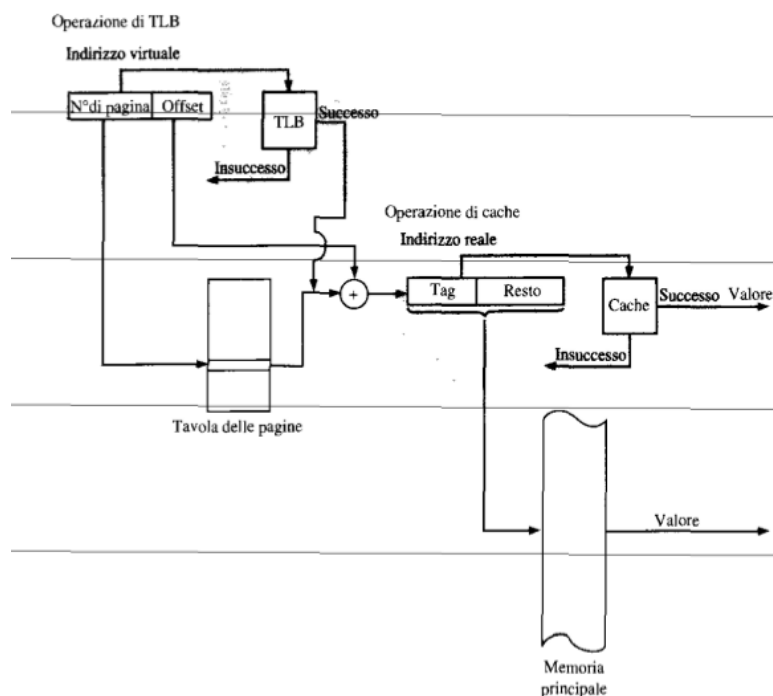 Operazione di TLB
Indirizzo virtuale
N°di pagina Offset
TLB
Successo
Insuccesso
Operazione di cache
Indirizzo reale
Tag Resto
Cache
Successo Valore
Insuccesso
Tavola delle pagine
Valore
Memoria
principale